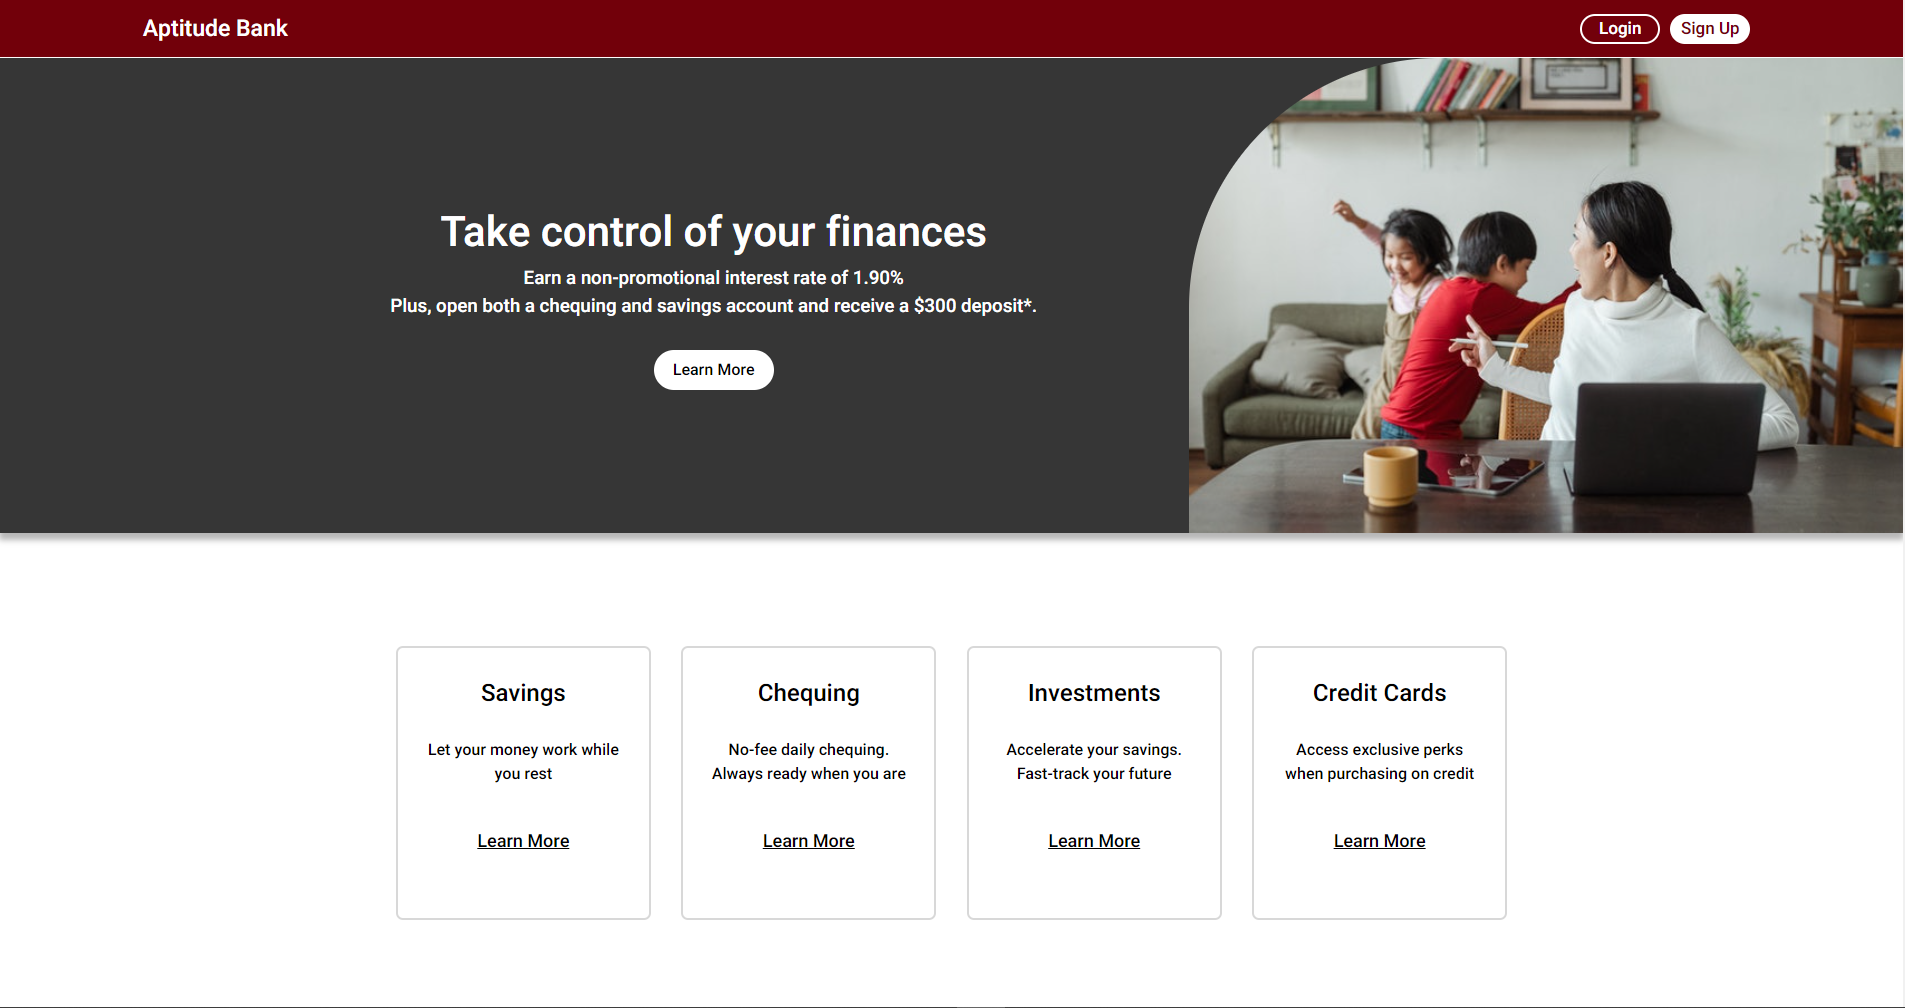 Aptitude Bank
Login
Sign Up
Take control of your finances
Earn a non-promotional interest rate of 1.90%
Plus, open both a chequing and savings account and receive a $300 deposit*.
Learn More
Savings
Let your money work while
you rest
Learn More
Chequing
No-fee daily chequing.
Always ready when you are
Learn More
Investments
Accelerate your savings.
Fast-track your future
Learn More
Credit Cards
Access exclusive perks
when purchasing on credit
Learn More